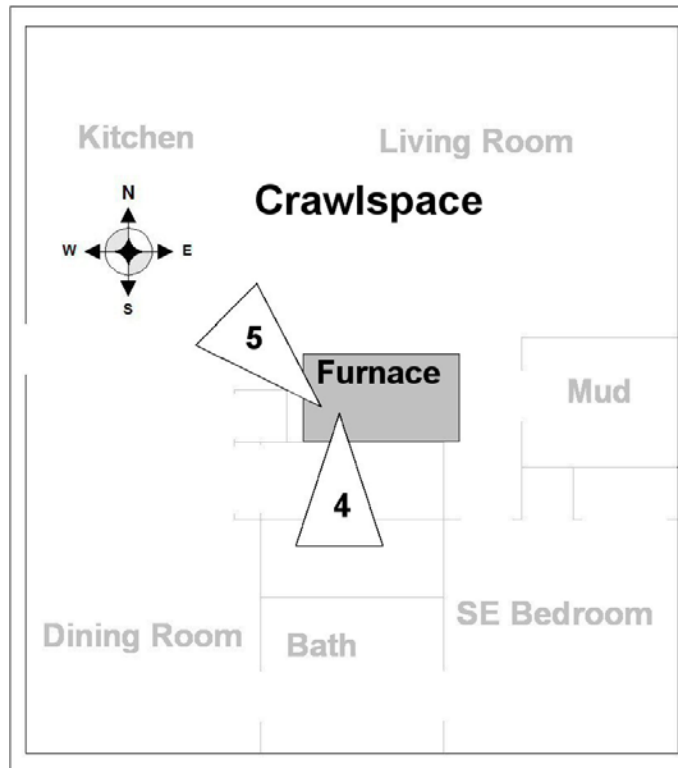 Kitchen
Living Room
Crawlspace
N
W
E
S
5
Furnace
Mud
4
SE Bedroom
Dining Room
Bath